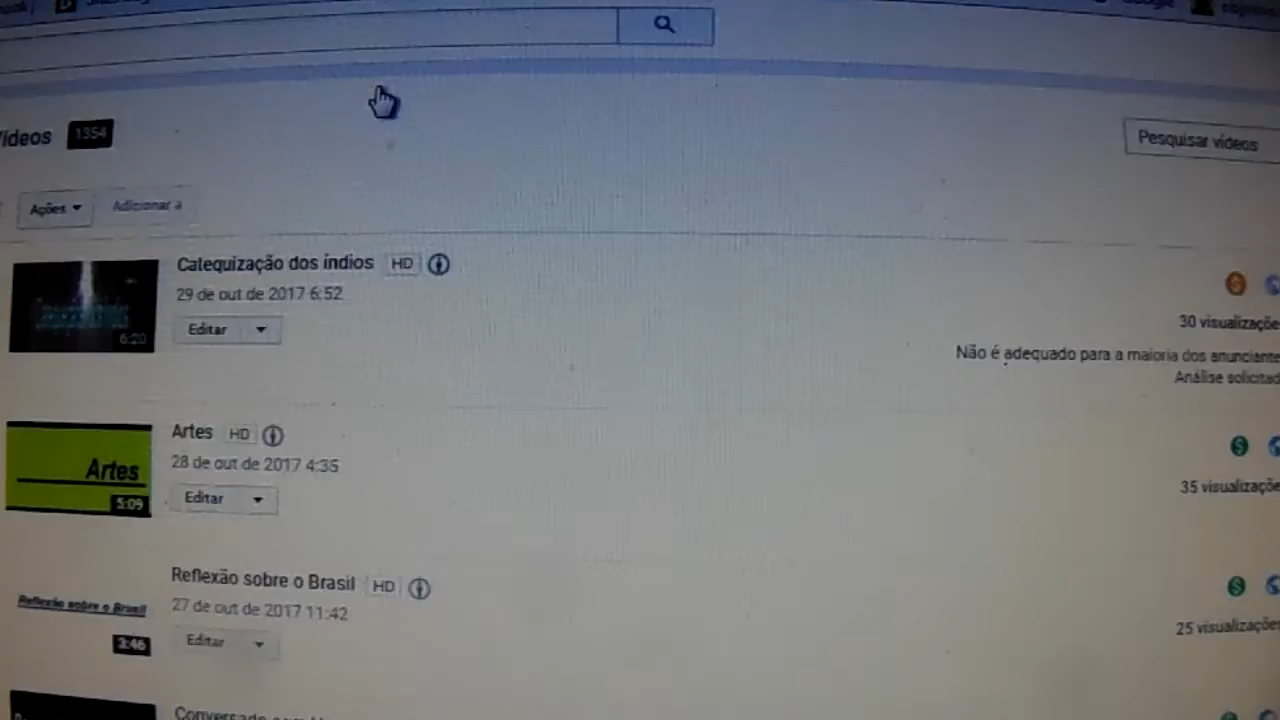 Google
Vídeos 1354
Pesquisar vídeos
Ações
Adicionar a
Catequização dos índios HD
29 de out de 2017 6:52
6:20
Editar
30 visualizaçõe
Não é adequado para a maioria dos anunciante
Análise solicitad
Artes HD
Artes
28 de out de 2017 4:35
5:09
Editar
35 visualizaçõe
Reflexão sobre o Brasil HD
27 de out de 2017 11:42
Reflexão sobre o Brasil
3:46
Editar
25 visualizaçõe